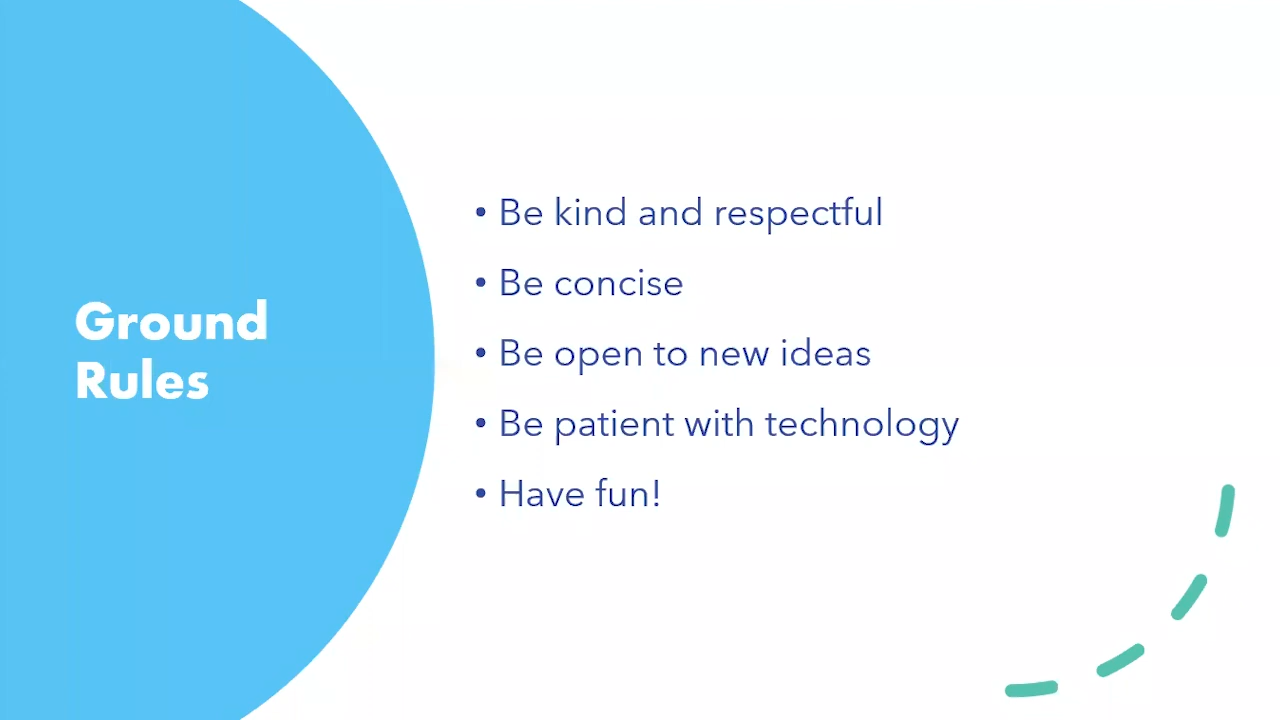 Ground
Rules
• Be kind and respectful
• Be concise
• Be open to new ideas
• Be patient with technology
• Have fun!